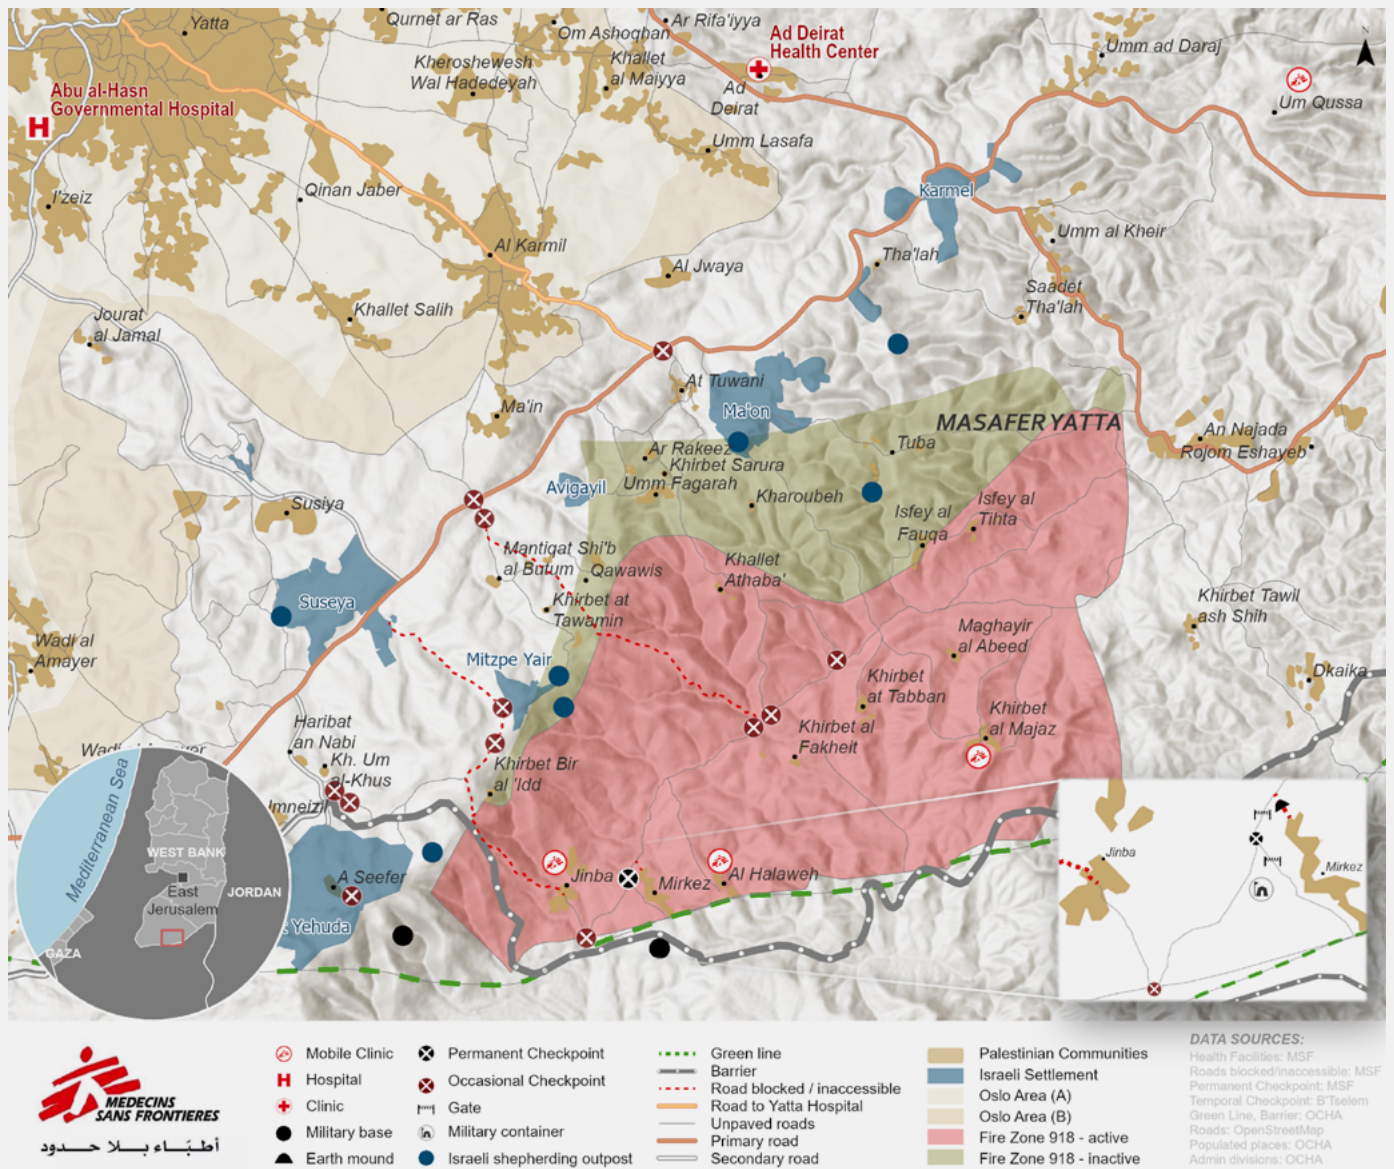 Yatta
Qurnet ar Ras
Om Ashoqhan
Ar Rifa'iyya
Ad Deirat
Health Center
Umm ad Daraj
N
Kheroshewesh
Wal Hadedeyah
Khallet
al Maiyya
Ad
Deirat
Um Qussa
Abu al-Hasn
Governmental Hospital
H
Umm Lasafa
I'zeiz
Qinan Jaber
Karmel
Al Karmil
Umm al Kheir
Al Jwaya
Tha'lah
Saadet
Tha'lah
Jourat
al Jamal
Khallet Salih
At Tuwani
Ma'in
Ma'on
MASAFER YATTA
An Najada
Rojom Eshayeb
Tuba
Ar Rakeez
Khirbet Sarura
Umm Fagarah
Kharoubeh
Avigayil
Susiya
Isfey al
Tihta
Isfey al
Fauqa
Mantiqat Shi'b
al Butum
Qawawis
Khallet
Athaba'
Khirbet at
Tawamin
Suseya
Khirbet Tawil
ash Shih
Maghayir
al Abeed
Wadi al
Amayer
Mitzpe Yair
Khirbet
at Tabban
Dkaika
Khirbet
al Majaz
Khirbet al
Fakheit
Haribat
an Nabi
Kh. Um
al-Khus
Khirbet Bir
al 'Idd
Imneizil
Mediterranean Sea
WEST BANK
East
Jerusalem
JORDAN
GAZA
A Seefer
Yehuda
Jinba
Mirkez
Al Halaweh
Jinba
Mirkez
MEDECINS
SANS FRONTIERES
أطبّاء بلا حدود
Mobile Clinic
H Hospital
Clinic
Military base
Earth mound
Permanent Checkpoint
Occasional Checkpoint
Gate
Military container
Israeli shepherding outpost
Green line
Barrier
Road blocked / inaccessible
Road to Yatta Hospital
Unpaved roads
Primary road
Secondary road
Palestinian Communities
Israeli Settlement
Oslo Area (A)
Oslo Area (B)
Fire Zone 918 - active
Fire Zone 918 - inactive
DATA SOURCES:
Health Facilities: MSF
Roads blocked/inaccessible: MSF
Permanent Checkpoint: MSF
Temporal Checkpoint: B'Tselem
Green Line, Barrier: OCHA
Roads: OpenStreetMap
Populated places: OCHA
Admin divisions: OCHA